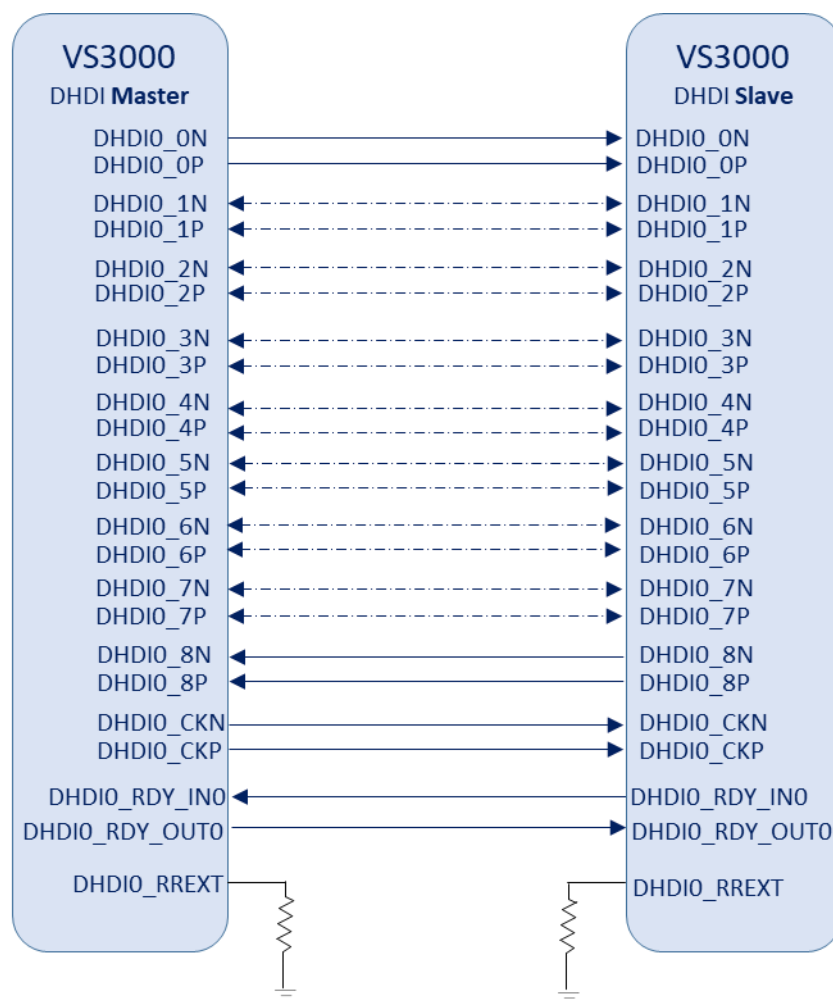 VS3000
DHDI Master
DHDI0_0N
DHDI0_0P
DHDI0_1N
DHDI0_1P
DHDI0_2N
DHDI0_2P
DHDI0_3N
DHDI0_3P
DHDI0_4N
DHDI0_4P
DHDI0_5N
DHDI0_5P
DHDI0_6N
DHDI0_6P
DHDI0_7N
DHDI0_7P
DHDI0_8N
DHDI0_8P
DHDI0_CKN
DHDI0_CKP
DHDI0_RDY_IN0
DHDI0_RDY_OUT0
DHDI0_RREXT
VS3000
DHDI Slave
DHDI0_0N
DHDI0_0P
DHDI0_1N
DHDI0_1P
DHDI0_2N
DHDI0_2P
DHDI0_3N
DHDI0_3P
DHDI0_4N
DHDI0_4P
DHDI0_5N
DHDI0_5P
DHDI0_6N
DHDI0_6P
DHDI0_7N
DHDI0_7P
DHDI0_8N
DHDI0_8P
DHDI0_CKN
DHDI0_CKP
DHDI0_RDY_IN0
DHDI0_RDY_OUT0
DHDI0_RREXT